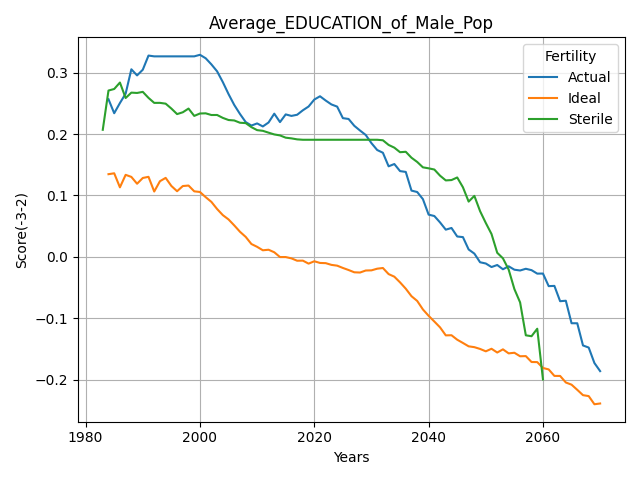 Average_EDUCATION_of_Male_Pop
Fertility
Actual
Ideal
Sterile
0.3
0.2
0.1
0.0
−0.1
−0.2
Score(-3-2)
1980
2000
2020
2040
2060
Years